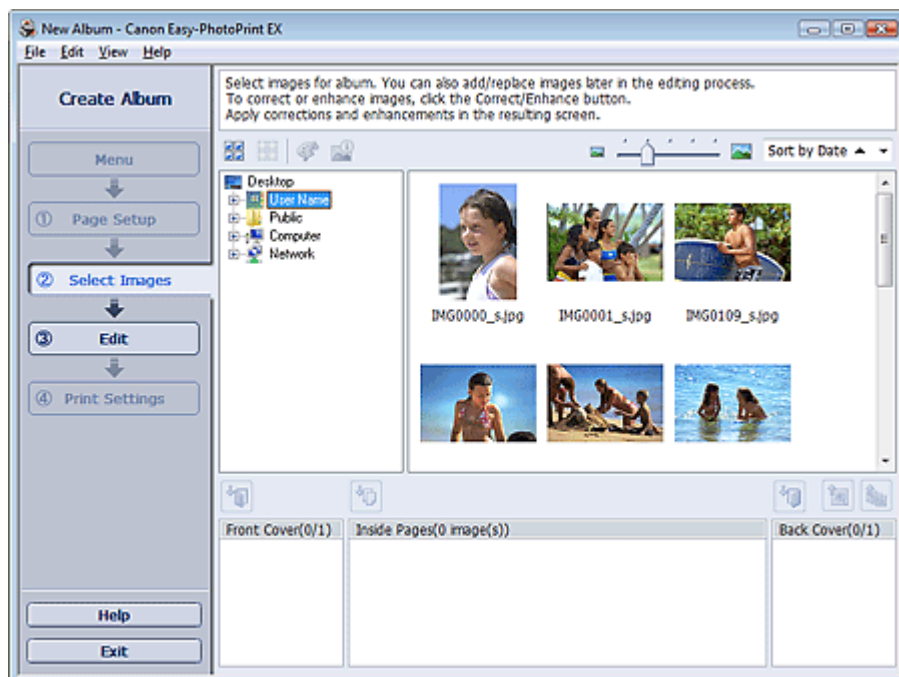 New Album - Canon Easy-PhotoPrint EX
File Edit View Help
Create Album
Menu
① Page Setup
② Select Images
③ Edit
④ Print Settings
Help
Exit
Select images for album. You can also add/replace images later in the editing process.
To correct or enhance images, click the Correct/Enhance button.
Apply corrections and enhancements in the resulting screen.
Sort by Date
Desktop
User Name
Public
Computer
Network
IMG0000_s.jpg IMG0001_s.jpg IMG0109_s.jpg
Front Cover(0/1) Inside Pages(0 image(s)) Back Cover(0/1)